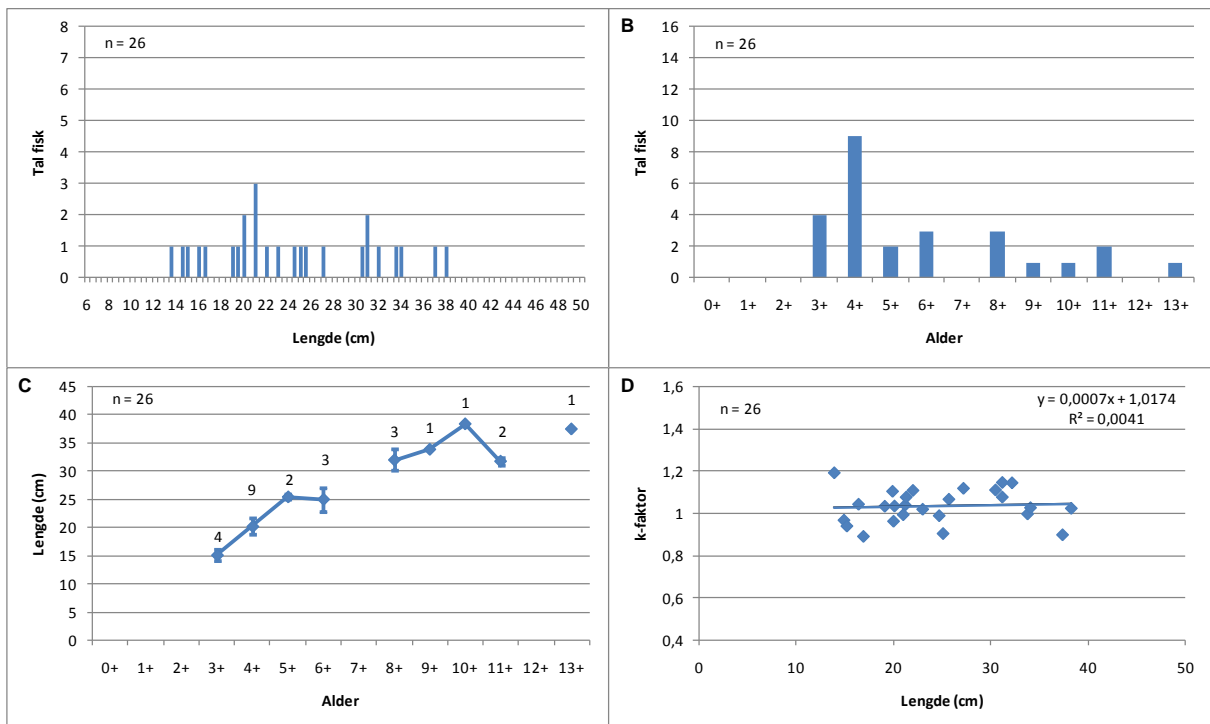 n = 26
8
7
6
5
4
3
2
1
0
Tal fisk
6 8 10 12 14 16 18 20 22 24 26 28 30 32 34 36 38 40 42 44 46 48 50
Lengde (cm)
B
n = 26
16
14
12
10
8
6
4
2
0
Tal fisk
0+ 1+ 2+ 3+ 4+ 5+ 6+ 7+ 8+ 9+ 10+ 11+ 12+ 13+
Alder
C
n = 26
45
40
35
30
25
20
15
10
5
0
Lengde (cm)
4 9 2 3 3 1 1 2 1
0+ 1+ 2+ 3+ 4+ 5+ 6+ 7+ 8+ 9+ 10+ 11+ 12+ 13+
Alder
D
n = 26
y = 0,0007x + 1,0174
R² = 0,0041
1,6
1,4
1,2
1
0,8
0,6
0,4
k-faktor
0 10 20 30 40 50
Lengde (cm)